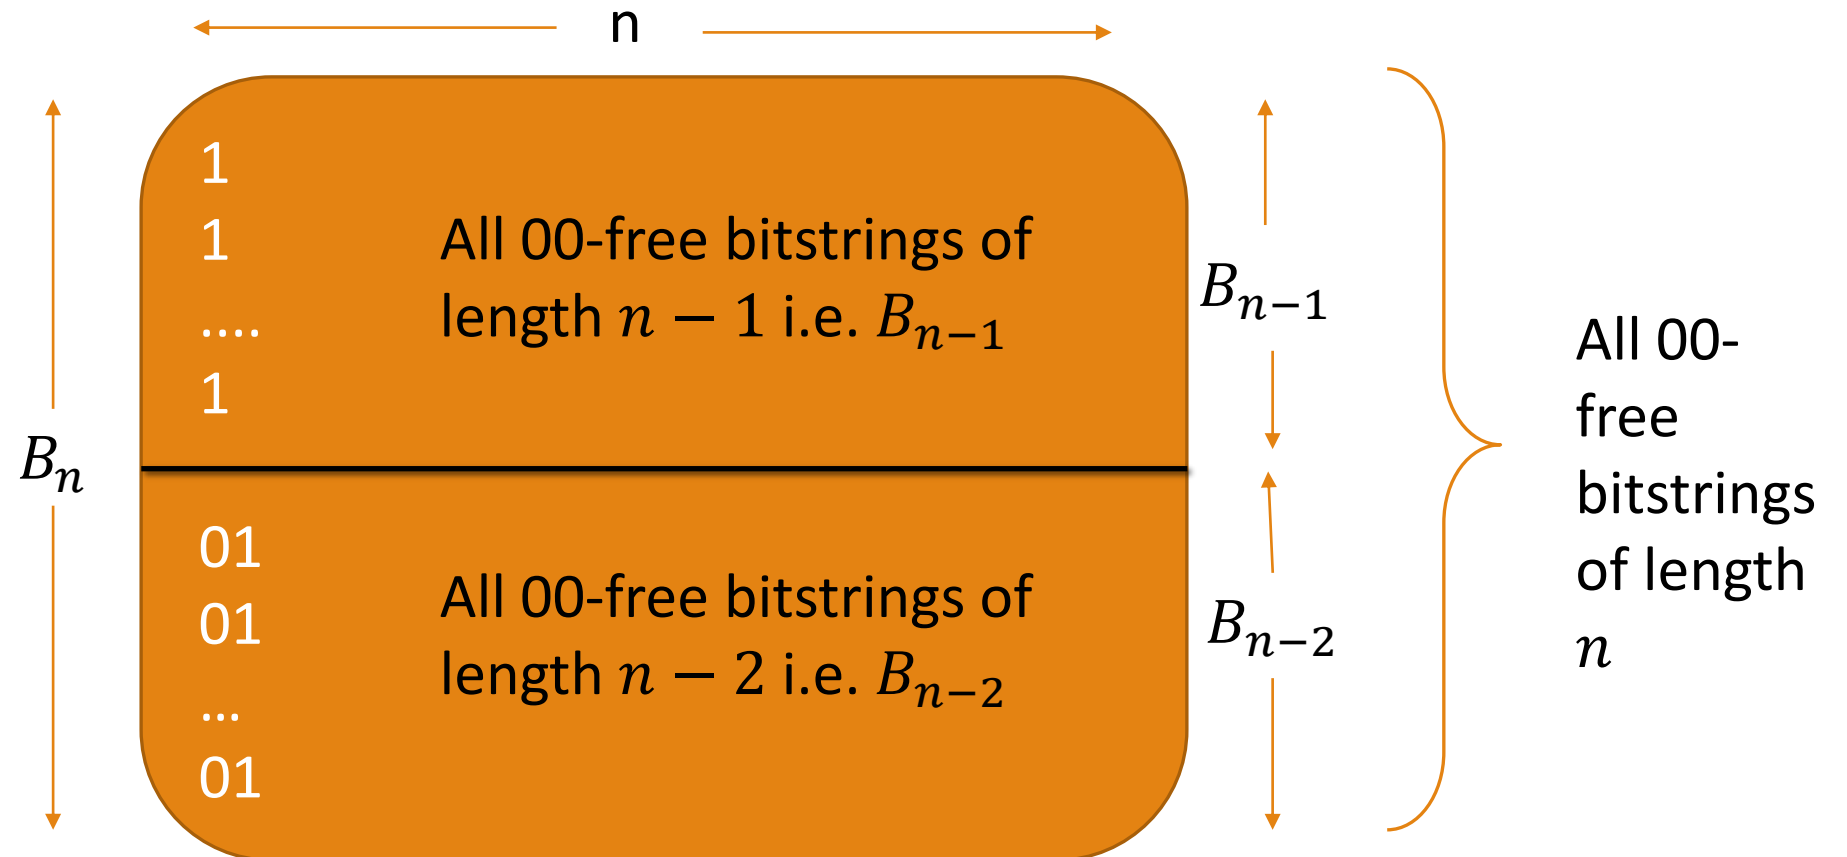 n
1
1
....
1
All 00-free bitstrings of
length n − 1 i.e. Bₙ₋₁
Bₙ₋₁
Bₙ
01
01
...
01
All 00-free bitstrings of
length n − 2 i.e. Bₙ₋₂
Bₙ₋₂
All 00-
free
bitstrings
of length
n